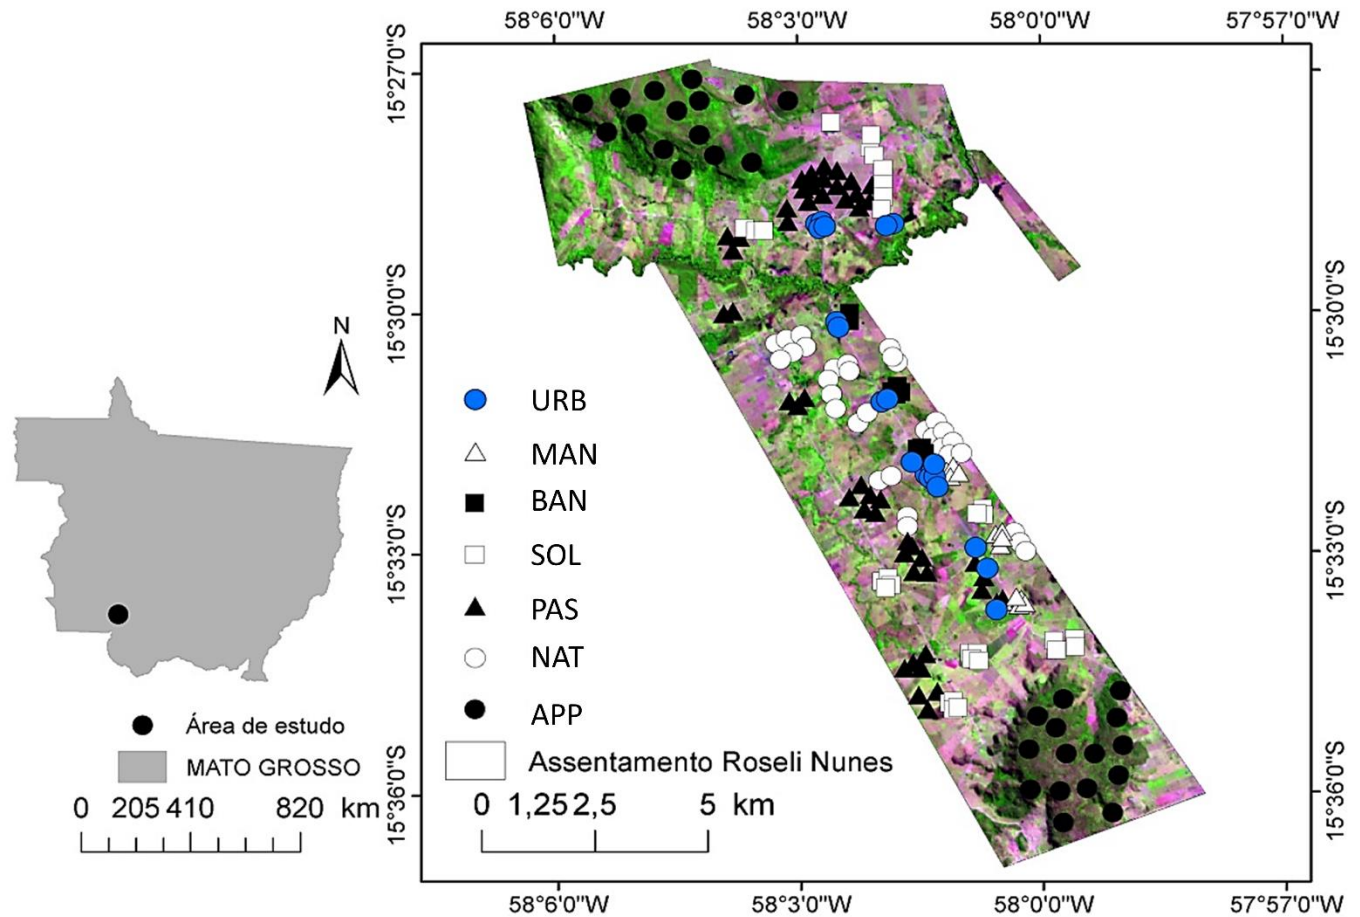 58°6'0"W 58°3'0"W 58°0'0"W 57°57'0"W
15°27'0"S
15°30'0"S
15°30'0"S
15°33'0"S
15°33'0"S
15°36'0"S
15°36'0"S
N
URB
MAN
BAN
SOL
PAS
NAT
APP
Assentamento Roseli Nunes
0 1,25 2,5 5 km
Área de estudo
MATO GROSSO
0 205 410 820 km
58°6'0"W 58°3'0"W 58°0'0"W 57°57'0"W